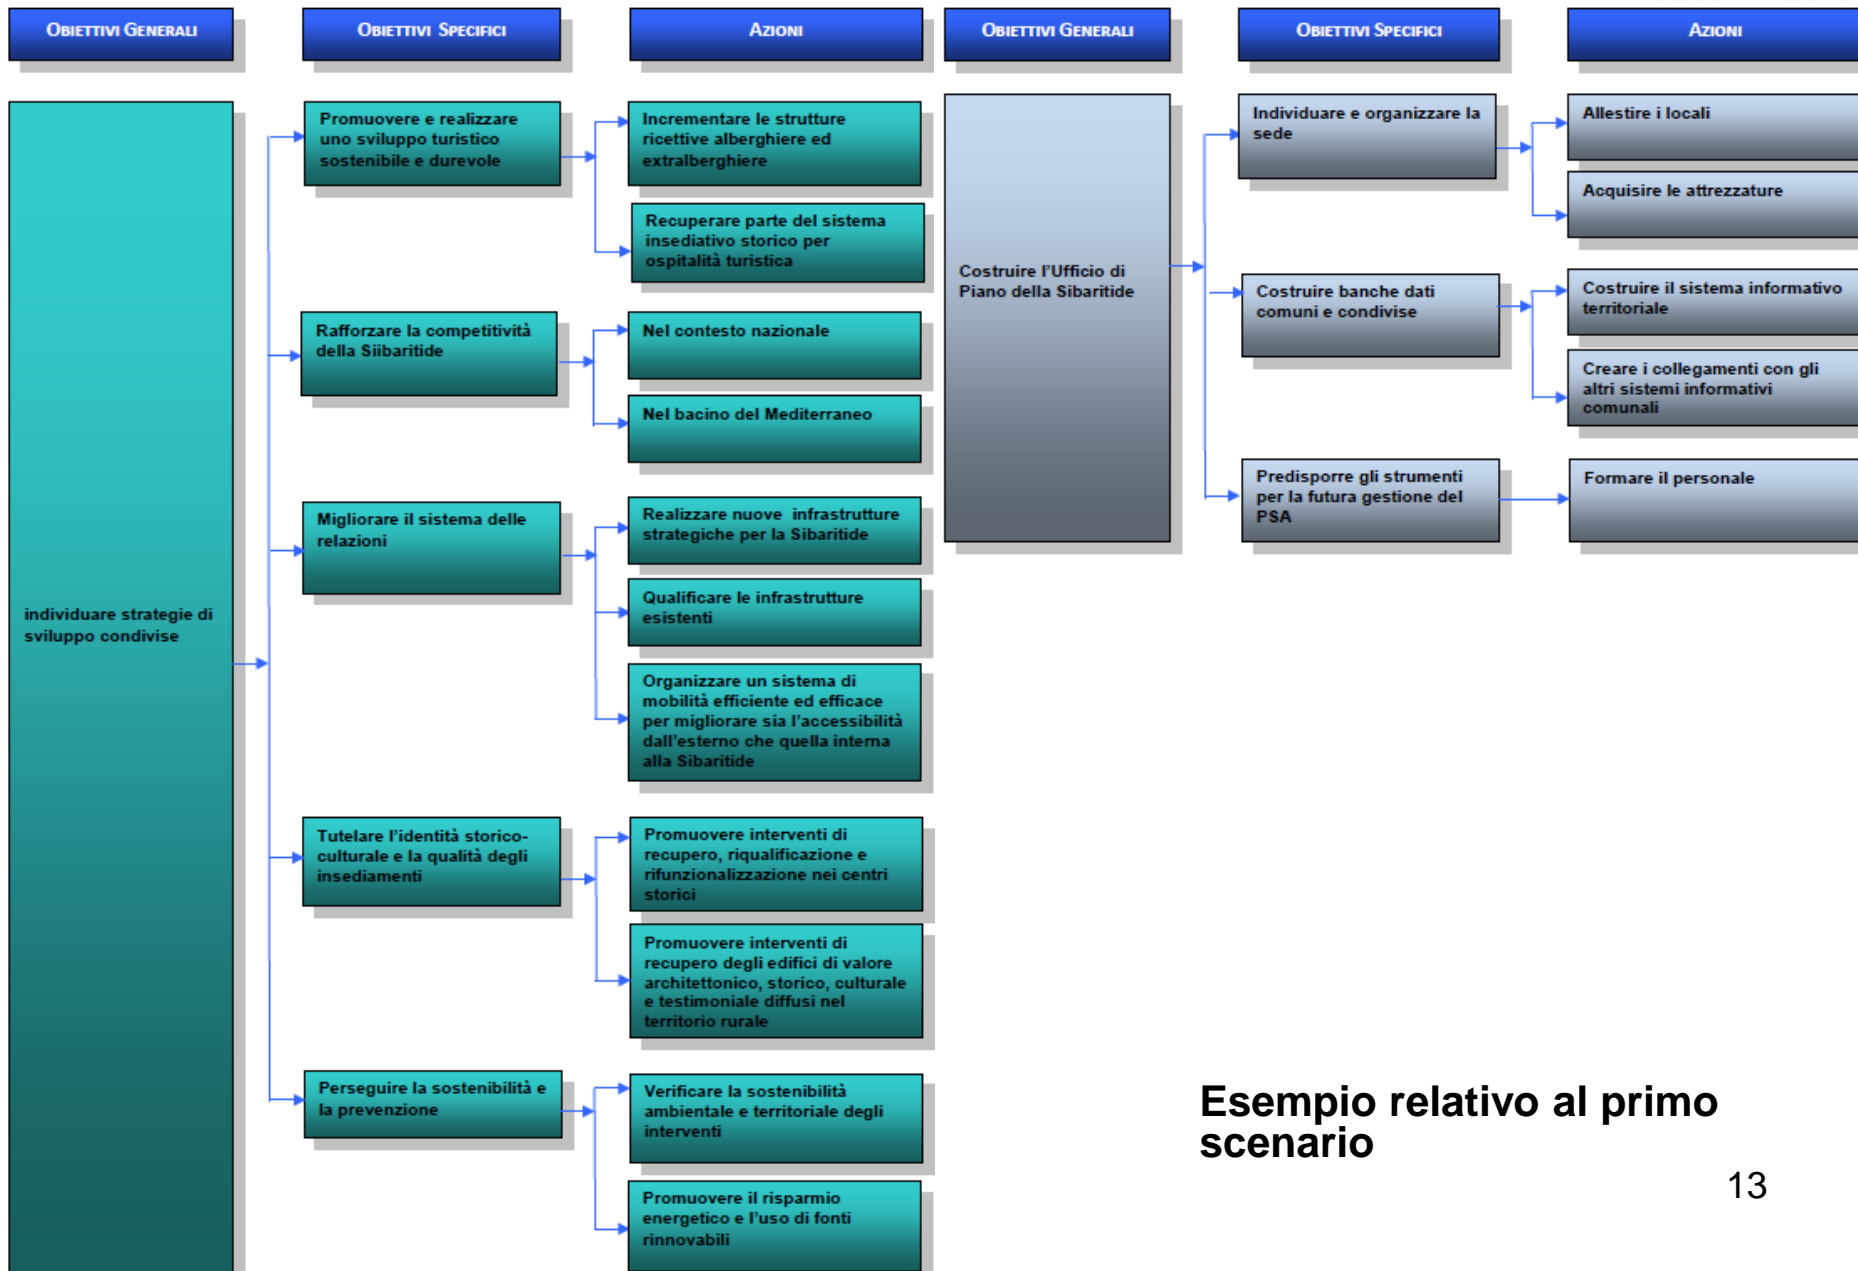 OBIETTIVI GENERALI
OBIETTIVI SPECIFICI
AZIONI
individuare strategie di
sviluppo condivise
Promuovere e realizzare
uno sviluppo turistico
sostenibile e durevole
Incrementare le strutture
ricettive alberghiere ed
extralberghiere
Recuperare parte del sistema
insediativo storico per
ospitalità turistica
Rafforzare la competitività
della Siibaritide
Nel contesto nazionale
Nel bacino del Mediterraneo
Migliorare il sistema delle
relazioni
Realizzare nuove infrastrutture
strategiche per la Sibaritide
Qualificare le infrastrutture
esistenti
Organizzare un sistema di
mobilità efficiente ed efficace
per migliorare sia l'accessibilità
dall'esterno che quella interna
alla Sibaritide
Tutelare l'identità storico-
culturale e la qualità degli
insediamenti
Promuovere interventi di
recupero, riqualificazione e
rifunzionalizzazione nei centri
storici
Promuovere interventi di
recupero degli edifici di valore
architettonico, storico, culturale
e testimoniale diffusi nel
territorio rurale
Perseguire la sostenibilità e
la prevenzione
Verificare la sostenibilità
ambientale e territoriale degli
interventi
Promuovere il risparmio
energetico e l'uso di fonti
rinnovabili
OBIETTIVI GENERALI
OBIETTIVI SPECIFICI
AZIONI
Costruire l'Ufficio di
Piano della Sibaritide
Individuare e organizzare la
sede
Allestire i locali
Acquisire le attrezzature
Costruire banche dati
comuni e condivise
Costruire il sistema informativo
territoriale
Creare i collegamenti con gli
altri sistemi informativi
comunali
Predisporre gli strumenti
per la futura gestione del
PSA
Formare il personale
Esempio relativo al primo
scenario
13